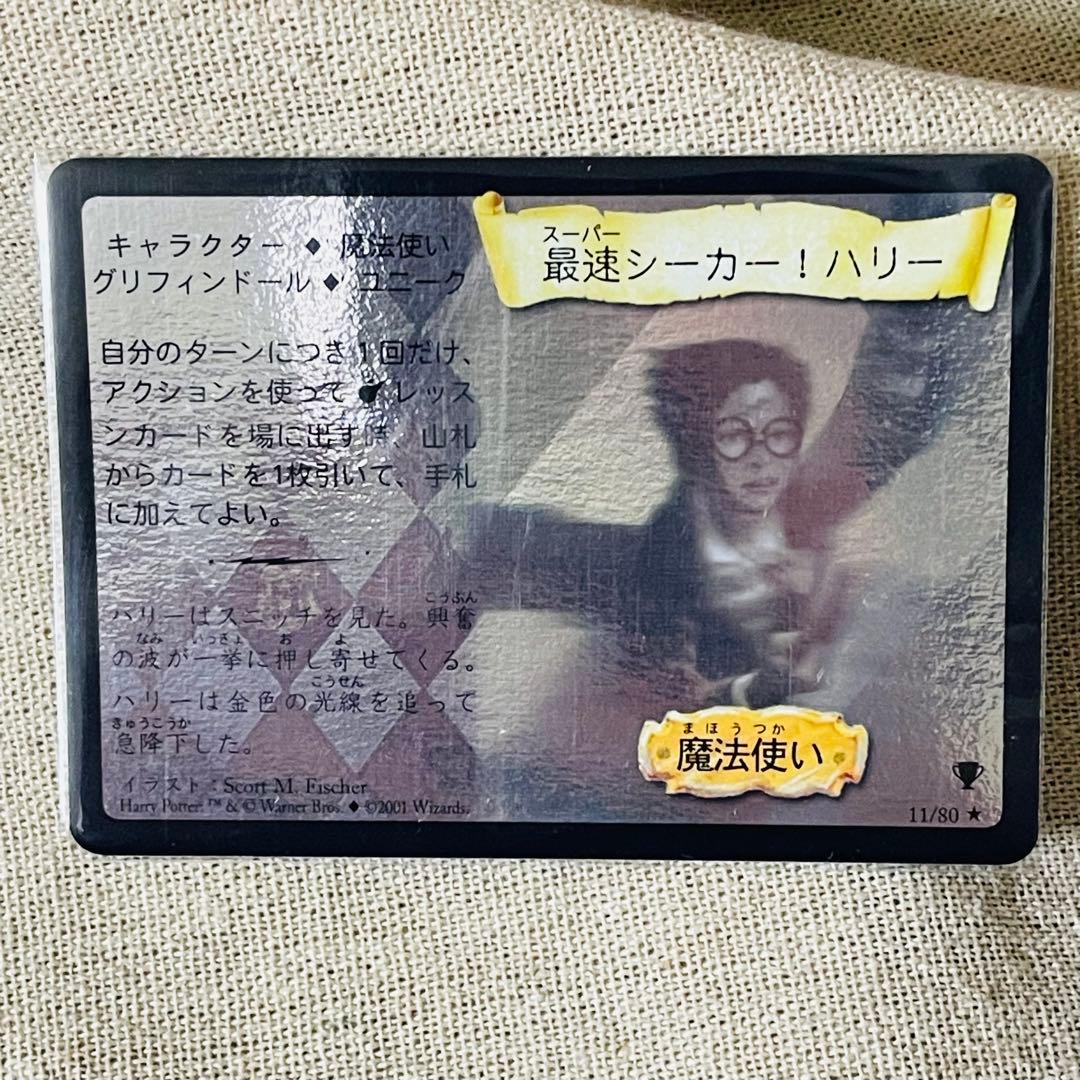 スーパー
最速シーカー！ハリー
キャラクター ◆ 魔法使い
グリフィンドール ◆ ユニーク
自分のターンにつき1回だけ、
アクションを使って レッス
ンカードを場に出す時、山札
からカードを1枚引いて、手札
に加えてよい。
こうふん
ハリーはスニッチを見た。興奮
なみ いっきょ お よ
の波が一挙に押し寄せてくる。
こうせん
ハリーは金色の光線を追って
きゅうこうか
急降下した。
イラスト：Scott M. Fischer
Harry Potter ™ & © Warner Bros. ◆ ©2001 Wizards.
まほうつか
魔法使い
11/80 ★